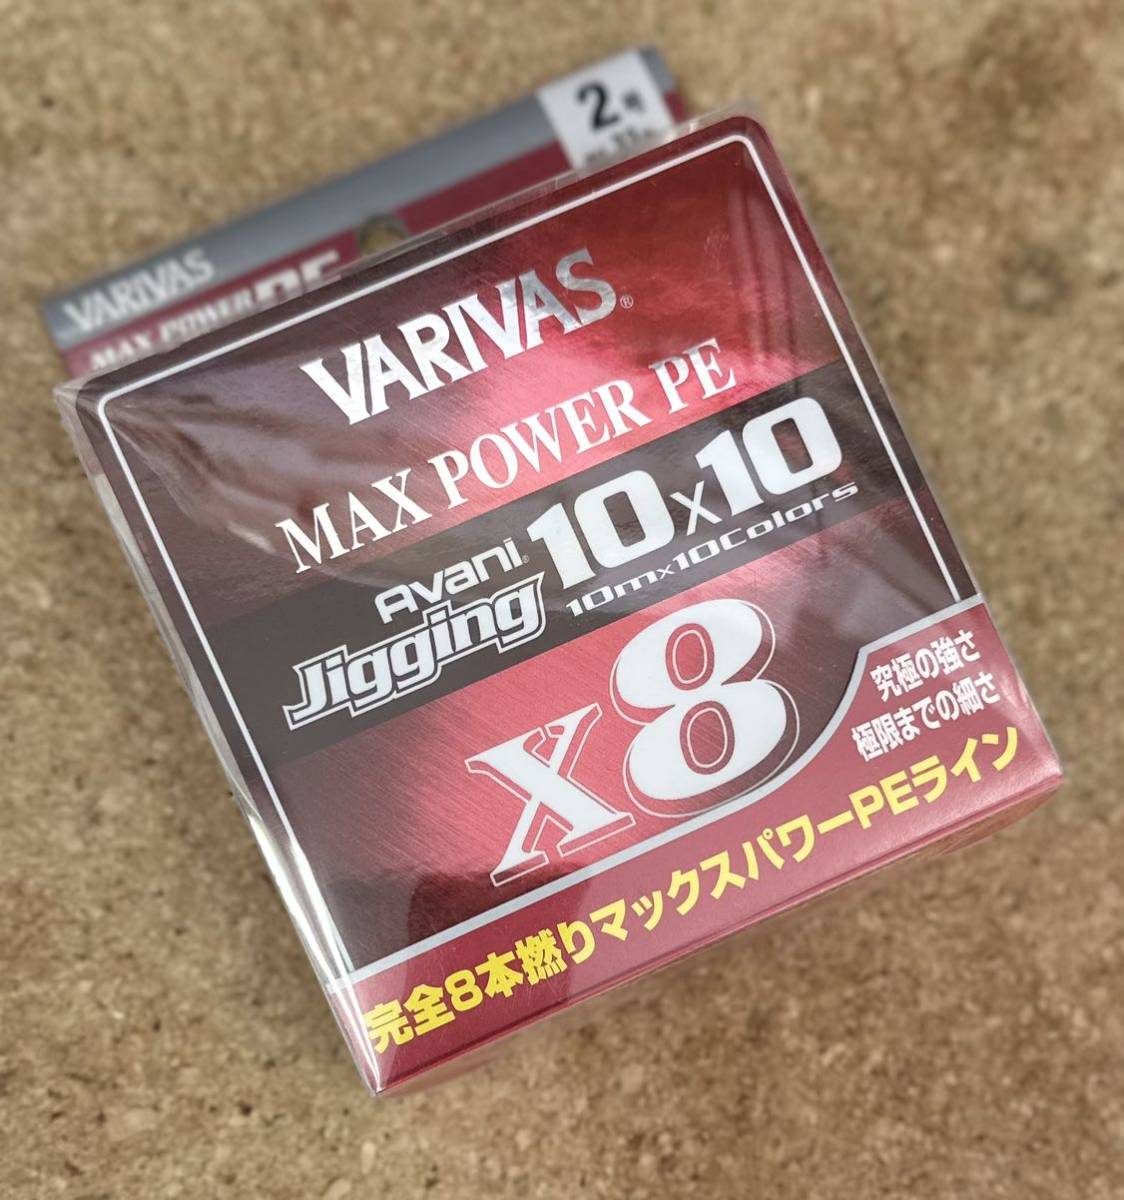 2号
VARIVAS
MAX POWER PE
VARIVAS®
MAX POWER PE
Avani®
Jigging
10x10
10mx10colors
X8
究極の強さ
極限までの細さ
完全8本撚りマックスパワーPEライン